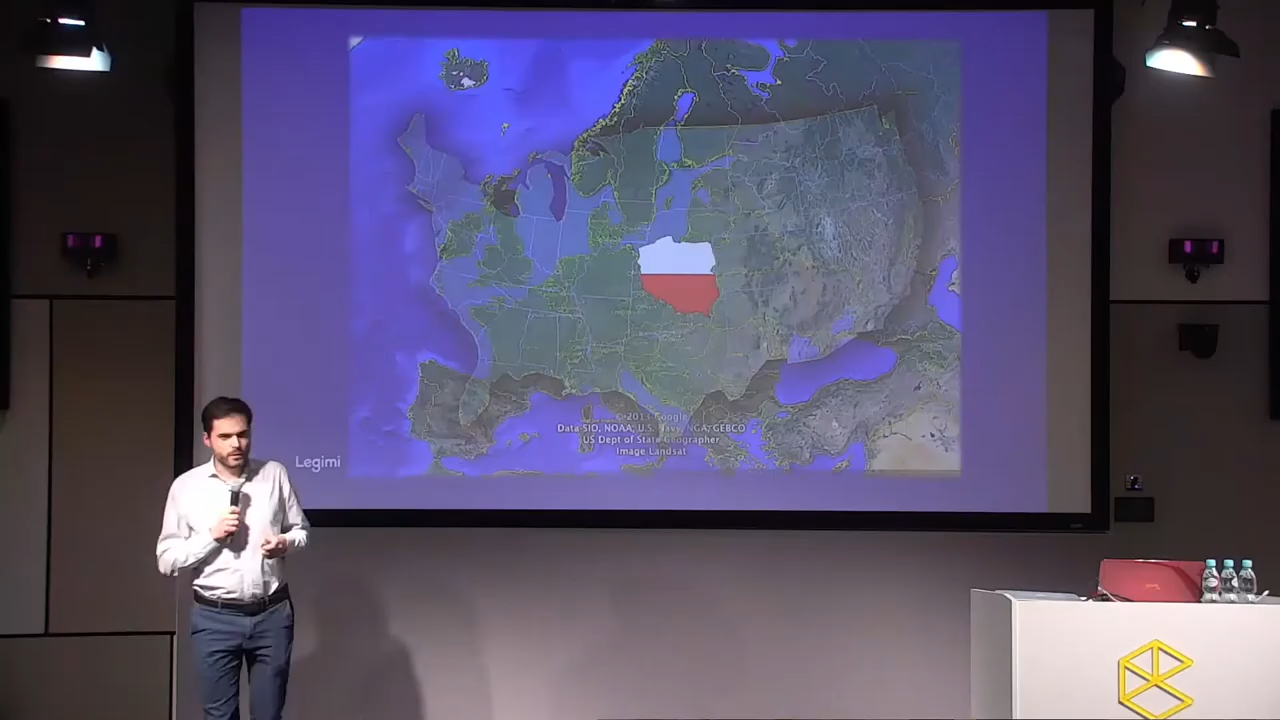 ©2013 Google
Data SIO, NOAA, U.S. Navy, NGA, GEBCO
US Dept of State Geographer
Image Landsat
Legimi